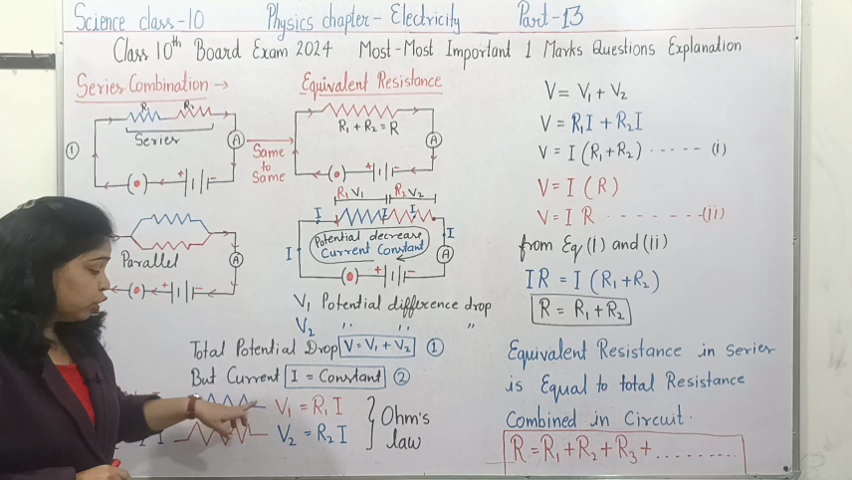 Science class-10 Physics chapter- Electricity Part-13
Class 10th Board Exam 2024 Most-Most Important 1 Marks Questions Explanation
Series Combination →
R1 R2
Series
A
1
+ -
Same
to
Same
Parallel
A
+ -
Equivalent Resistance
R1 + R2 = R
A
+ -
R1 V1 R2 V2
I I I I
Potential decrease
Current Constant
I
A
+ -
V1 Potential difference drop
V2 " " "
Total Potential Drop V = V1 + V2 1
But Current I = Constant 2
V1 = R1 I
V2 = R2 I
I
} Ohm's
law
V = V1 + V2
V = R1I + R2I
V = I (R1+R2) ----- (i)
V = I (R)
V = I R ------- (ii)
from Eq (i) and (ii)
IR = I (R1+R2)
R = R1+R2
Equivalent Resistance in Series
is Equal to total Resistance
Combined in Circuit.
R = R1+R2+R3+..........